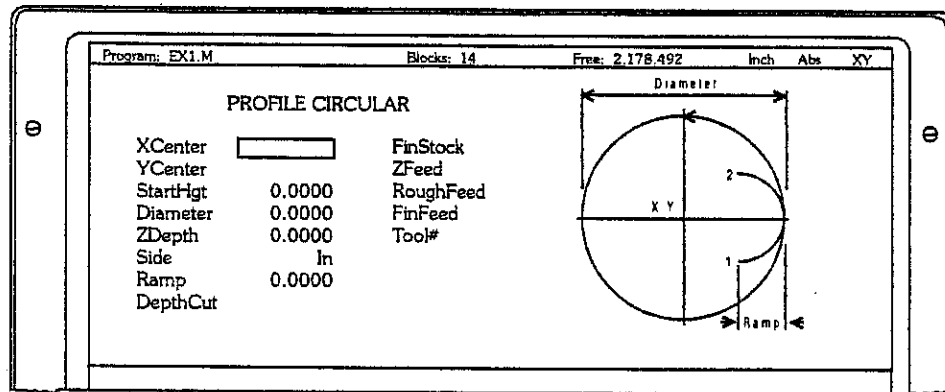 Program: EX1.M Blocks: 14 Free: 2,178,492 Inch Abs XY
PROFILE CIRCULAR
XCenter FinStock
YCenter ZFeed
StartHgt 0.0000 RoughFeed
Diameter 0.0000 FinFeed
ZDepth 0.0000 Tool#
Side In
Ramp 0.0000
DepthCut
Diameter
2
X Y
1
Ramp